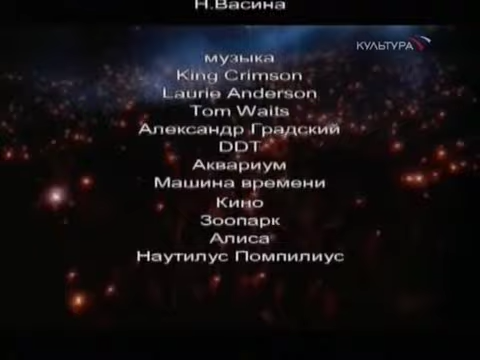 Н.Васина
КУЛЬТУРА
музыка
King Crimson
Laurie Anderson
Tom Waits
Александр Градский
DDT
Аквариум
Машина времени
Кино
Зоопарк
Алиса
Наутилус Помпилиус